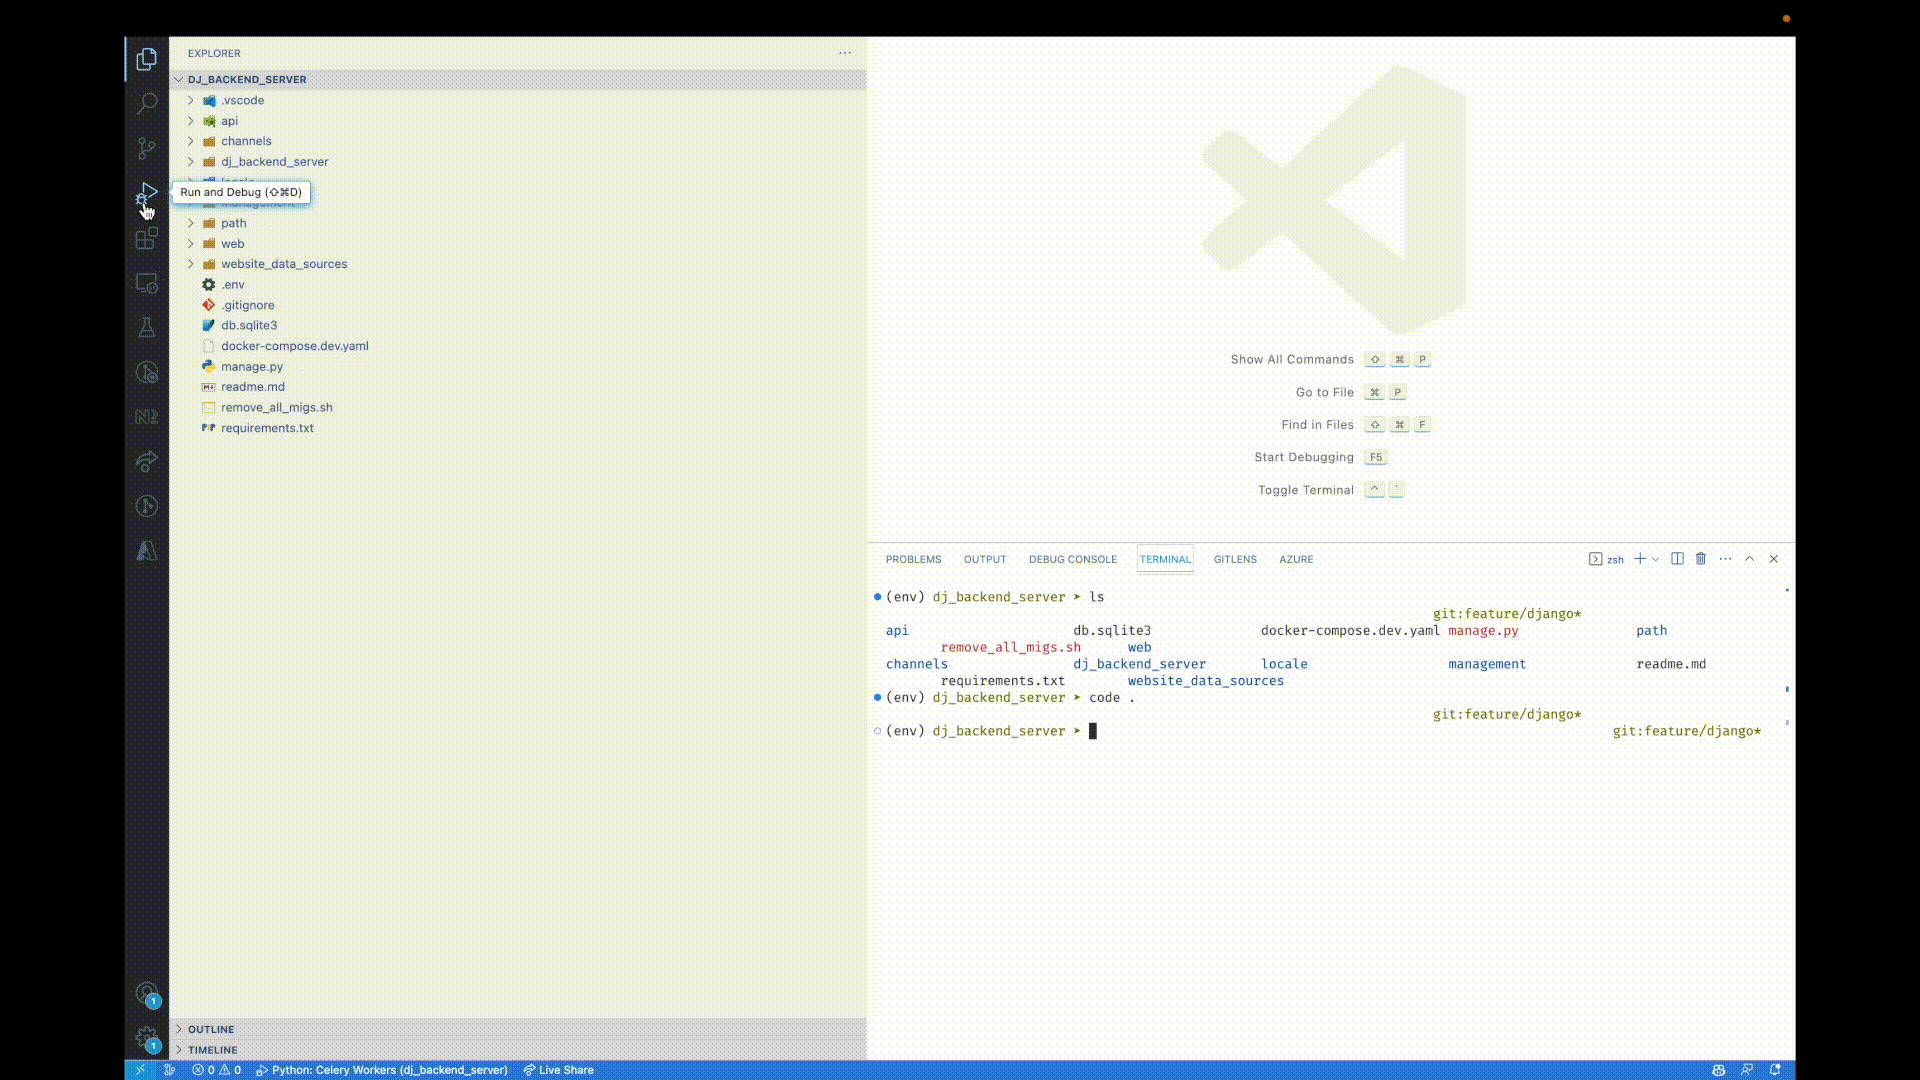 EXPLORER
DJ_BACKEND_SERVER
.vscode
api
channels
dj_backend_server
Run and Debug (⇧⌘D)
management
path
web
website_data_sources
.env
.gitignore
db.sqlite3
docker-compose.dev.yaml
manage.py
readme.md
remove_all_migs.sh
requirements.txt
OUTLINE
TIMELINE
Show All Commands ⇧ ⌘ P
Go to File ⌘ P
Find in Files ⇧ ⌘ F
Start Debugging F5
Toggle Terminal ^ `
PROBLEMS OUTPUT DEBUG CONSOLE TERMINAL GITLENS AZURE zsh
(env) dj_backend_server ➤ ls
git:feature/django*
api db.sqlite3 docker-compose.dev.yaml manage.py path
remove_all_migs.sh web
channels dj_backend_server locale management readme.md
requirements.txt website_data_sources
(env) dj_backend_server ➤ code .
git:feature/django*
(env) dj_backend_server ➤ git:feature/django*
1
1
0 0 Python: Celery Workers (dj_backend_server) Live Share